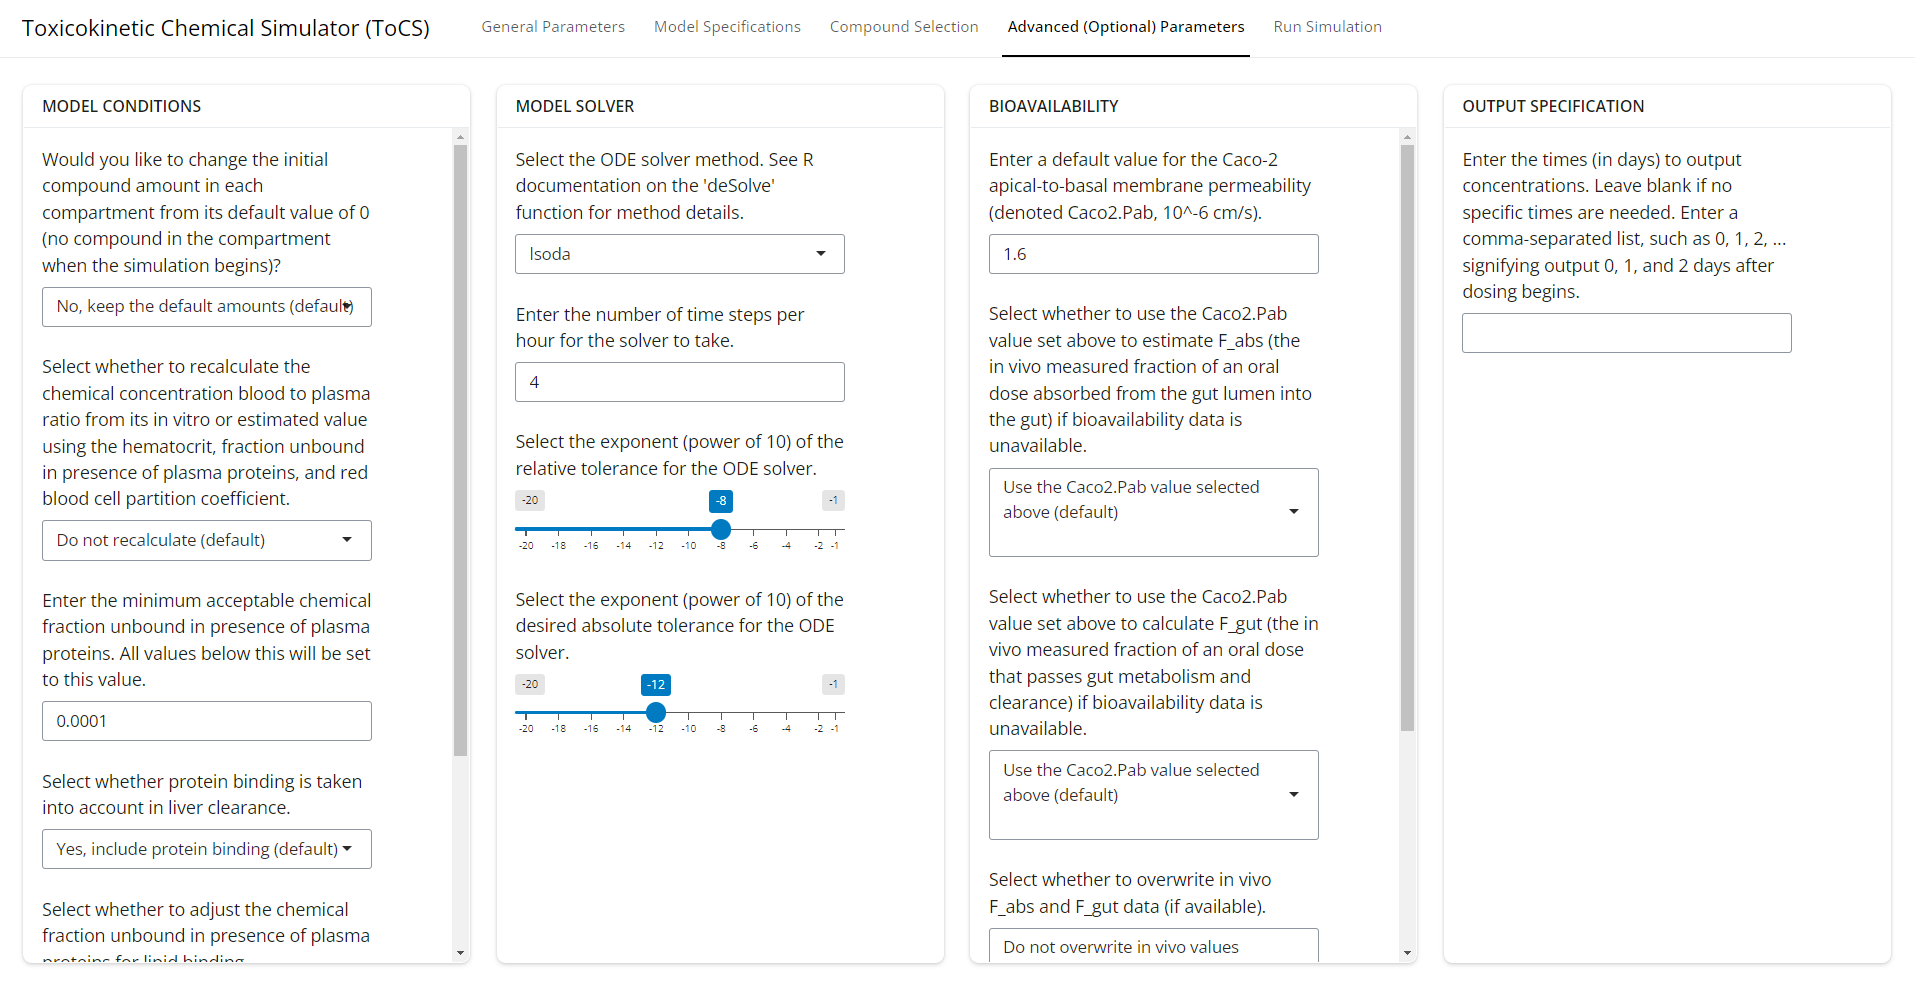 Toxicokinetic Chemical Simulator (ToCS)
General Parameters
Model Specifications
Compound Selection
Advanced (Optional) Parameters
Run Simulation
MODEL CONDITIONS
Would you like to change the initial
compound amount in each
compartment from its default value of 0
(no compound in the compartment
when the simulation begins)?
No, keep the default amounts (default)
Select whether to recalculate the
chemical concentration blood to plasma
ratio from its in vitro or estimated value
using the hematocrit, fraction unbound
in presence of plasma proteins, and red
blood cell partition coefficient.
Do not recalculate (default)
Enter the minimum acceptable chemical
fraction unbound in presence of plasma
proteins. All values below this will be set
to this value.
0.0001
Select whether protein binding is taken
into account in liver clearance.
Yes, include protein binding (default)
Select whether to adjust the chemical
fraction unbound in presence of plasma
proteins for lipid binding.
MODEL SOLVER
Select the ODE solver method. See R
documentation on the 'deSolve'
function for method details.
lsoda
Enter the number of time steps per
hour for the solver to take.
4
Select the exponent (power of 10) of the
relative tolerance for the ODE solver.
-20 -8 -1
-20 -18 -16 -14 -12 -10 -8 -6 -4 -2 -1
Select the exponent (power of 10) of the
desired absolute tolerance for the ODE
solver.
-20 -12 -1
-20 -18 -16 -14 -12 -10 -8 -6 -4 -2 -1
BIOAVAILABILITY
Enter a default value for the Caco-2
apical-to-basal membrane permeability
(denoted Caco2.Pab, 10^-6 cm/s).
1.6
Select whether to use the Caco2.Pab
value set above to estimate F_abs (the
in vivo measured fraction of an oral
dose absorbed from the gut lumen into
the gut) if bioavailability data is
unavailable.
Use the Caco2.Pab value selected
above (default)
Select whether to use the Caco2.Pab
value set above to calculate F_gut (the in
vivo measured fraction of an oral dose
that passes gut metabolism and
clearance) if bioavailability data is
unavailable.
Use the Caco2.Pab value selected
above (default)
Select whether to overwrite in vivo
F_abs and F_gut data (if available).
Do not overwrite in vivo values
OUTPUT SPECIFICATION
Enter the times (in days) to output
concentrations. Leave blank if no
specific times are needed. Enter a
comma-separated list, such as 0, 1, 2, ...
signifying output 0, 1, and 2 days after
dosing begins.